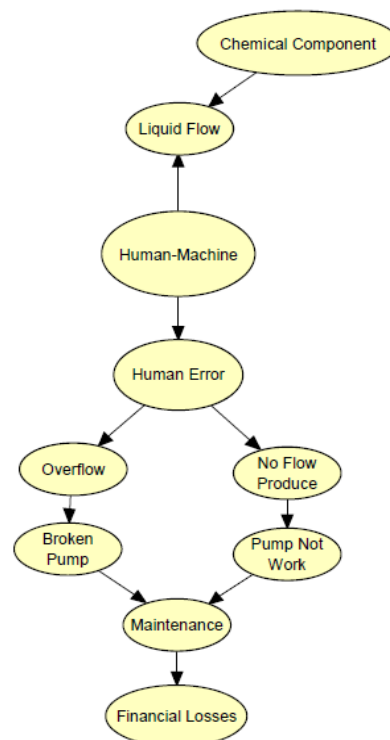 Chemical Component
Liquid Flow
Human-Machine
Human Error
Overflow
No Flow
Produce
Broken
Pump
Pump Not
Work
Maintenance
Financial Losses